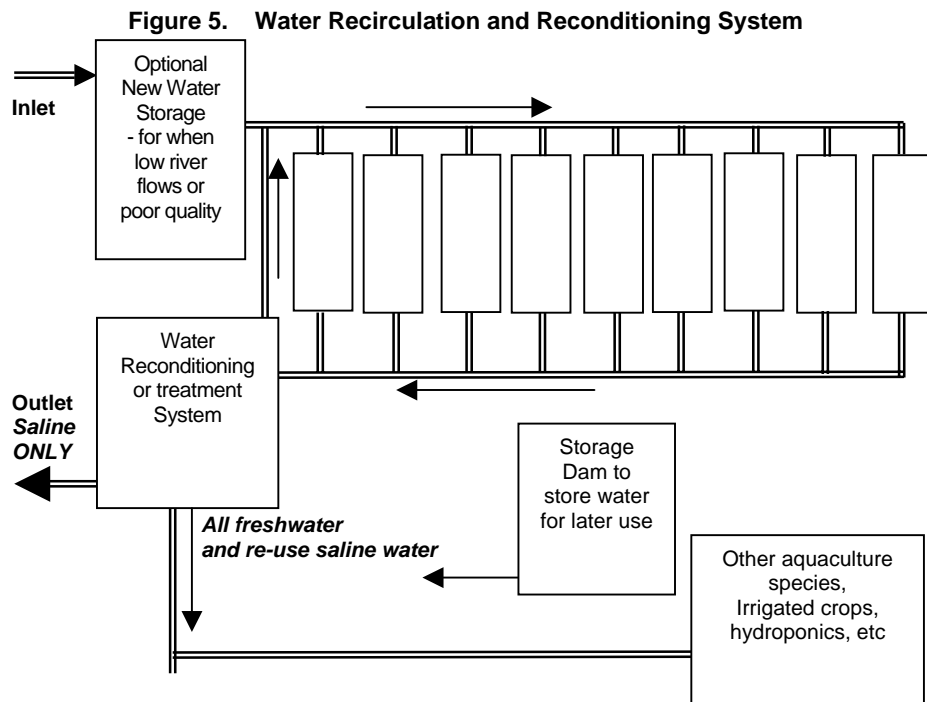 Figure 5. Water Recirculation and Reconditioning System
Optional
New Water
Storage
- for when
low river
flows or
poor quality
Inlet
Water
Reconditioning
or treatment
System
Outlet
Saline
ONLY
All freshwater
and re-use saline water
Storage
Dam to
store water
for later use
Other aquaculture
species,
Irrigated crops,
hydroponics, etc